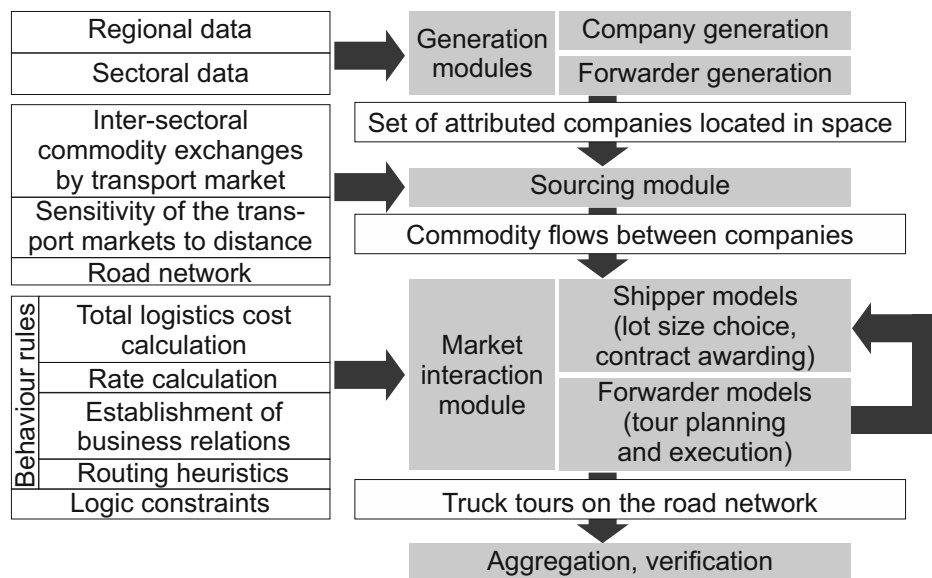 Regional data
Sectoral data
Generation
modules
Company generation
Forwarder generation
Set of attributed companies located in space
Inter-sectoral
commodity exchanges
by transport market
Sensitivity of the trans-
port markets to distance
Road network
Sourcing module
Commodity flows between companies
Behaviour rules
Total logistics cost
calculation
Rate calculation
Establishment of
business relations
Routing heuristics
Logic constraints
Market
interaction
module
Shipper models
(lot size choice,
contract awarding)
Forwarder models
(tour planning
and execution)
Truck tours on the road network
Aggregation, verification